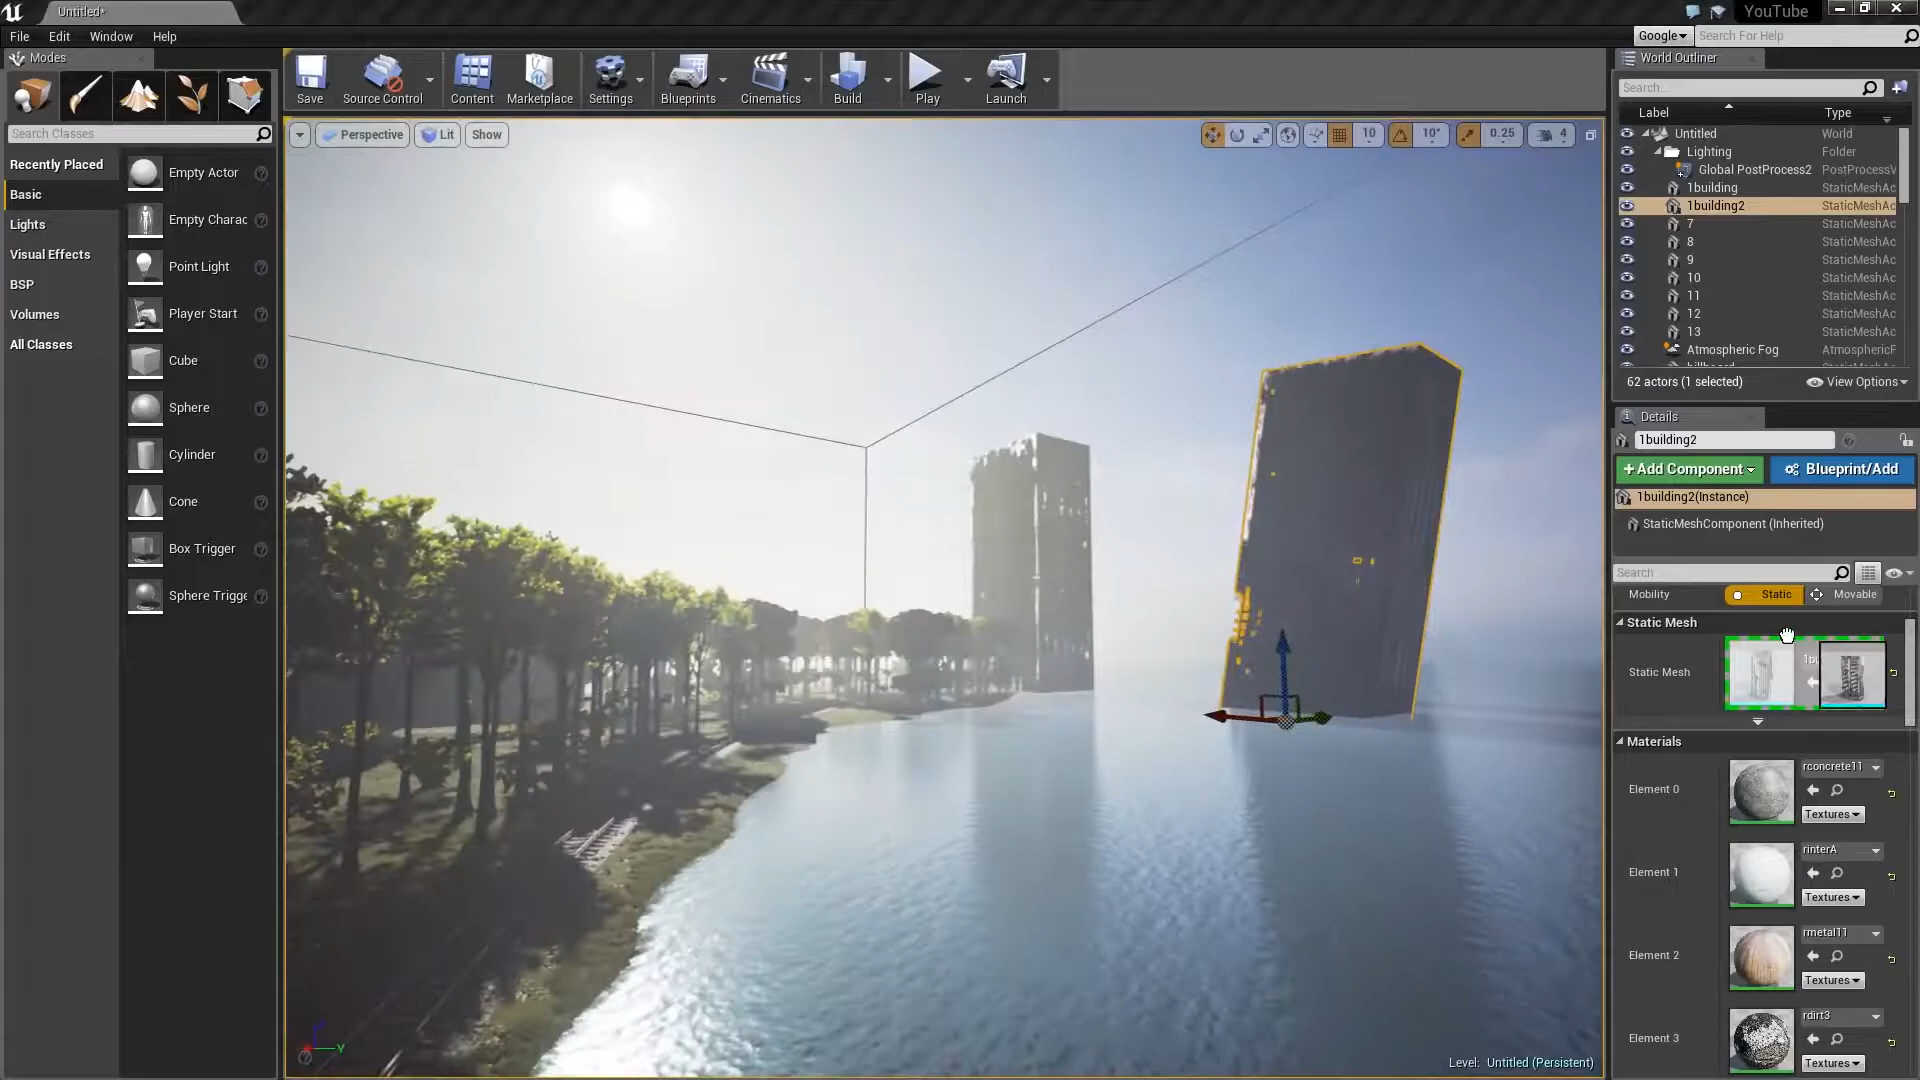 Untitled*
YouTube
File Edit Window Help
Google
Search For Help
Modes
Save
Source Control
Content
Marketplace
Settings
Blueprints
Cinematics
Build
Play
Launch
Search Classes
Recently Placed
Basic
Lights
Visual Effects
BSP
Volumes
All Classes
Empty Actor
Empty Charac
Point Light
Player Start
Cube
Sphere
Cylinder
Cone
Box Trigger
Sphere Trigge
Perspective
Lit
Show
10
10°
0.25
4
Level: Untitled (Persistent)
World Outliner
Search...
Label Type
Untitled World
Lighting Folder
Global PostProcess2 PostProcessV
1building StaticMeshAc
1building2 StaticMeshAc
7 StaticMeshAc
8 StaticMeshAc
9 StaticMeshAc
10 StaticMeshAc
11 StaticMeshAc
12 StaticMeshAc
13 StaticMeshAc
Atmospheric Fog AtmosphericF
62 actors (1 selected) View Options
Details
1building2
+Add Component Blueprint/Add
1building2(Instance)
StaticMeshComponent (Inherited)
Search
Mobility Static Movable
Static Mesh
Static Mesh
Materials
Element 0 rconcrete11
Textures
Element 1 rinterA
Textures
Element 2 rmetal11
Textures
Element 3 rdirt3
Textures